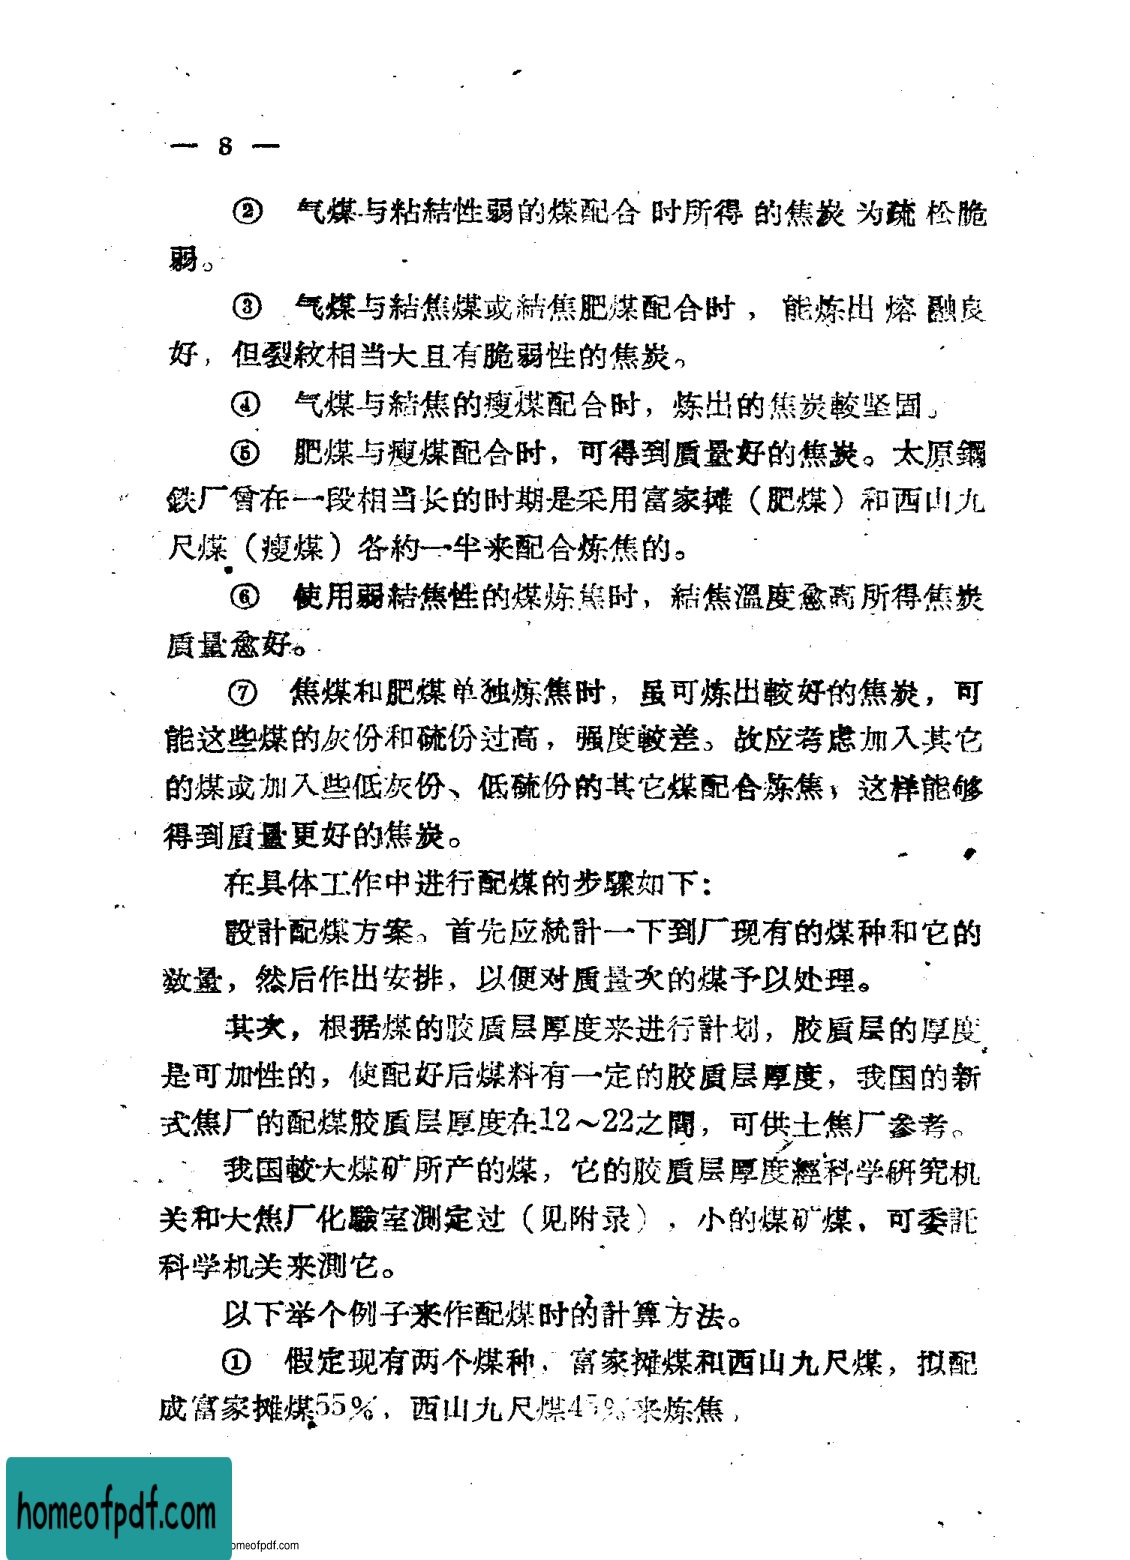 — 8 —
② 气煤与粘結性弱的煤配合时所得的焦炭为疏松脆
弱。
③ 气煤与結焦煤或結焦肥煤配合时，能炼出熔融良
好，但裂紋相当大且有脆弱性的焦炭。
④ 气煤与結焦的瘦煤配合时，炼出的焦炭較坚固。
⑤ 肥煤与瘦煤配合时，可得到质量好的焦炭。太原鋼
鉄厂曾在一段相当长的时期是采用富家摊（肥煤）和西山九
尺煤（瘦煤）各約一半来配合炼焦的。
⑥ 使用弱結焦性的煤炼焦时，結焦溫度愈高所得焦炭
质量愈好。
⑦ 焦煤和肥煤单独炼焦时，虽可炼出較好的焦炭，可
能这些煤的灰份和硫份过高，强度較差。故应考虑加入其它
的煤或加入些低灰份、低硫份的其它煤配合炼焦，这样能够
得到质量更好的焦炭。
在具体工作中进行配煤的步驟如下：
設計配煤方案。首先应統計一下到厂现有的煤种和它的
数量，然后作出安排，以便对质量次的煤予以处理。
其次，根据煤的胶质层厚度来进行計划，胶质层的厚度
是可加性的，使配好后煤料有一定的胶质层厚度，我国的新
式焦厂的配煤胶质层厚度在12～22之間，可供土焦厂参考。
我国較大煤矿所产的煤，它的胶质层厚度經科学研究机
关和大焦厂化驗室測定过（见附录），小的煤矿煤，可委託
科学机关来測它。
以下举个例子来作配煤时的計算方法。
① 假定现有两个煤种，富家摊煤和西山九尺煤，拟配
成富家摊煤55%，西山九尺煤45%来炼焦，
homeofpdf.com
omeofpdf.com